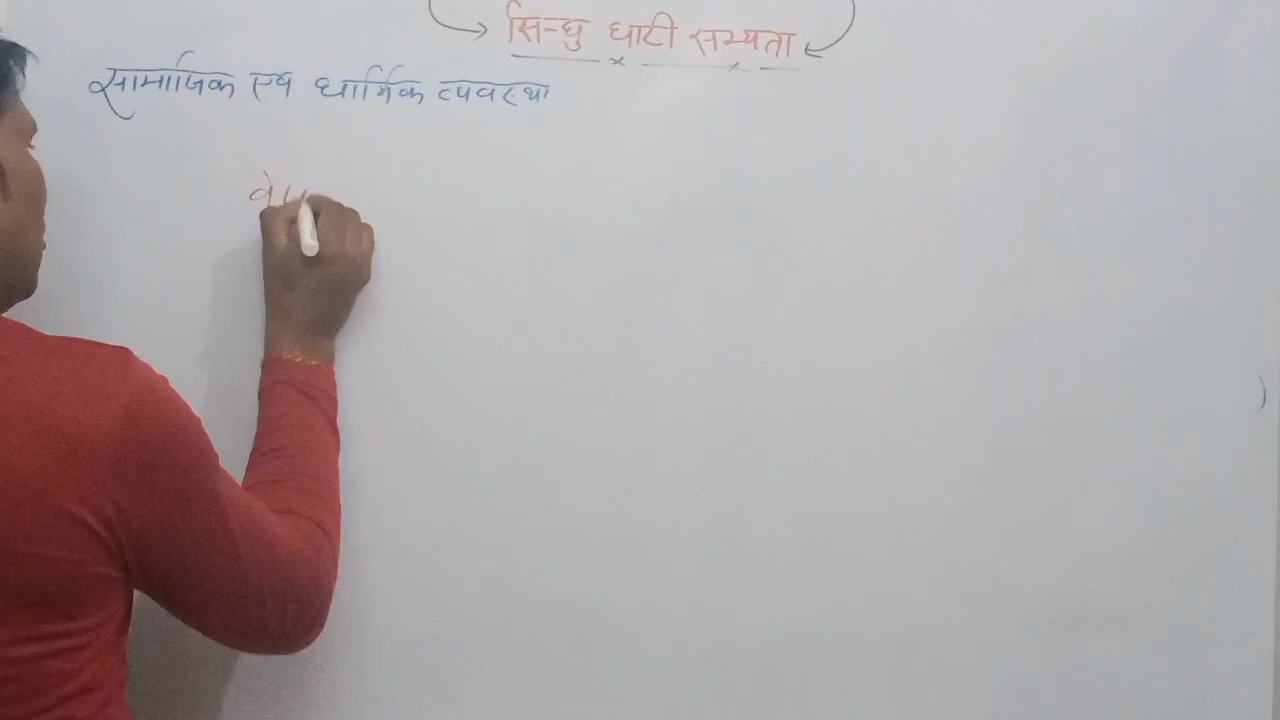 सिन्धु घाटी सभ्यता
सामाजिक एवं धार्मिक व्यवस्था